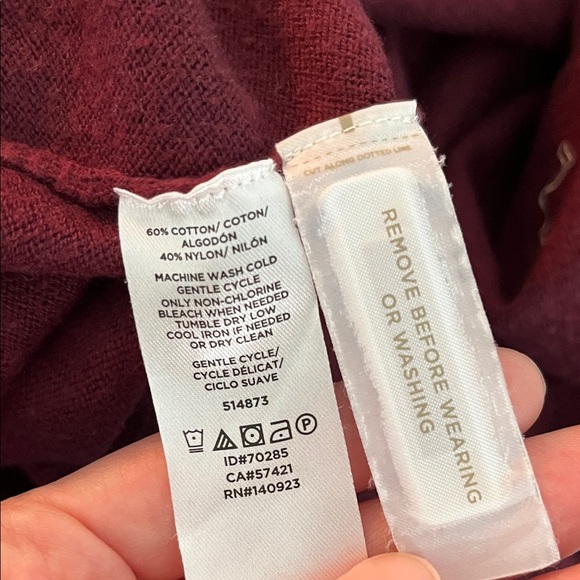 60% COTTON/ COTON/
ALGODÓN
40% NYLON/ NILÓN
MACHINE WASH COLD
GENTLE CYCLE
ONLY NON-CHLORINE
BLEACH WHEN NEEDED
TUMBLE DRY LOW
COOL IRON IF NEEDED
OR DRY CLEAN
GENTLE CYCLE/
CYCLE DÉLICAT/
CICLO SUAVE
514873
ID#70285
CA#57421
RN#140923
CUT ALONG DOTTED LINE
REMOVE BEFORE WEARING
OR WASHING